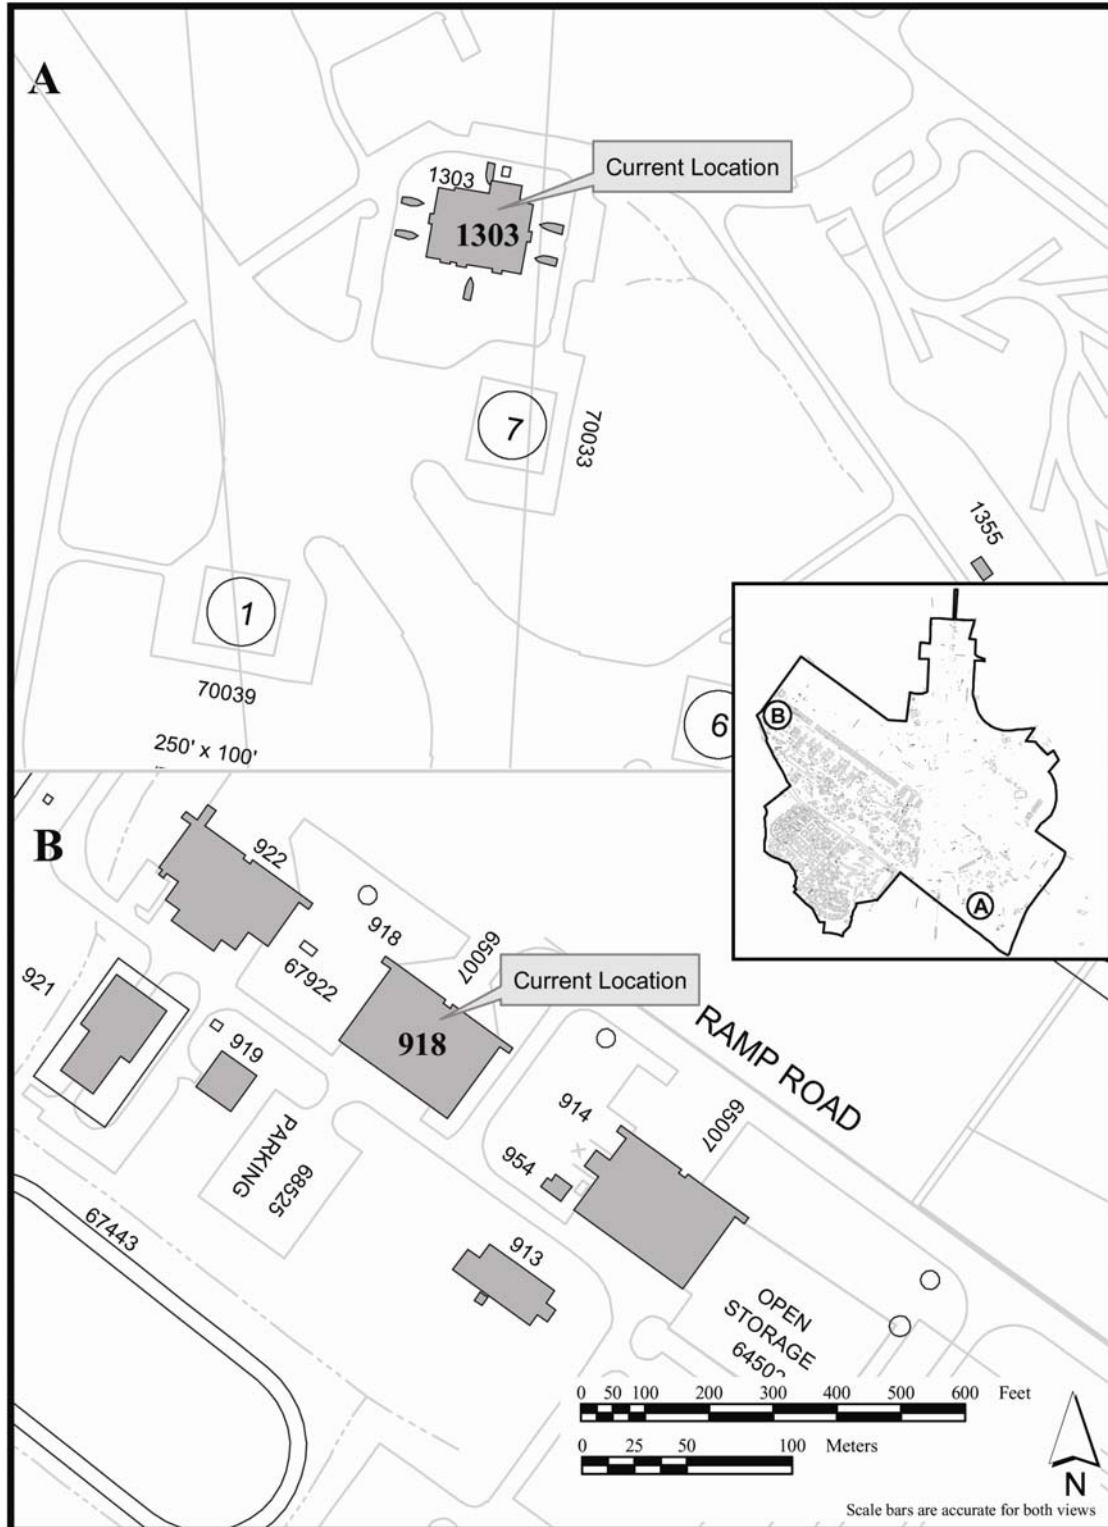 A
1303
Current Location
1303
7
70033
1355
1
70039
250' x 100'
6
B
A
B
922
918
65007
67922
Current Location
921
918
919
RAMP ROAD
914
65007
954
PARKING
68525
67443
913
OPEN
STORAGE
0 50 100 200 300 400 500 600 Feet
0 25 50 100 Meters
N
Scale bars are accurate for both views